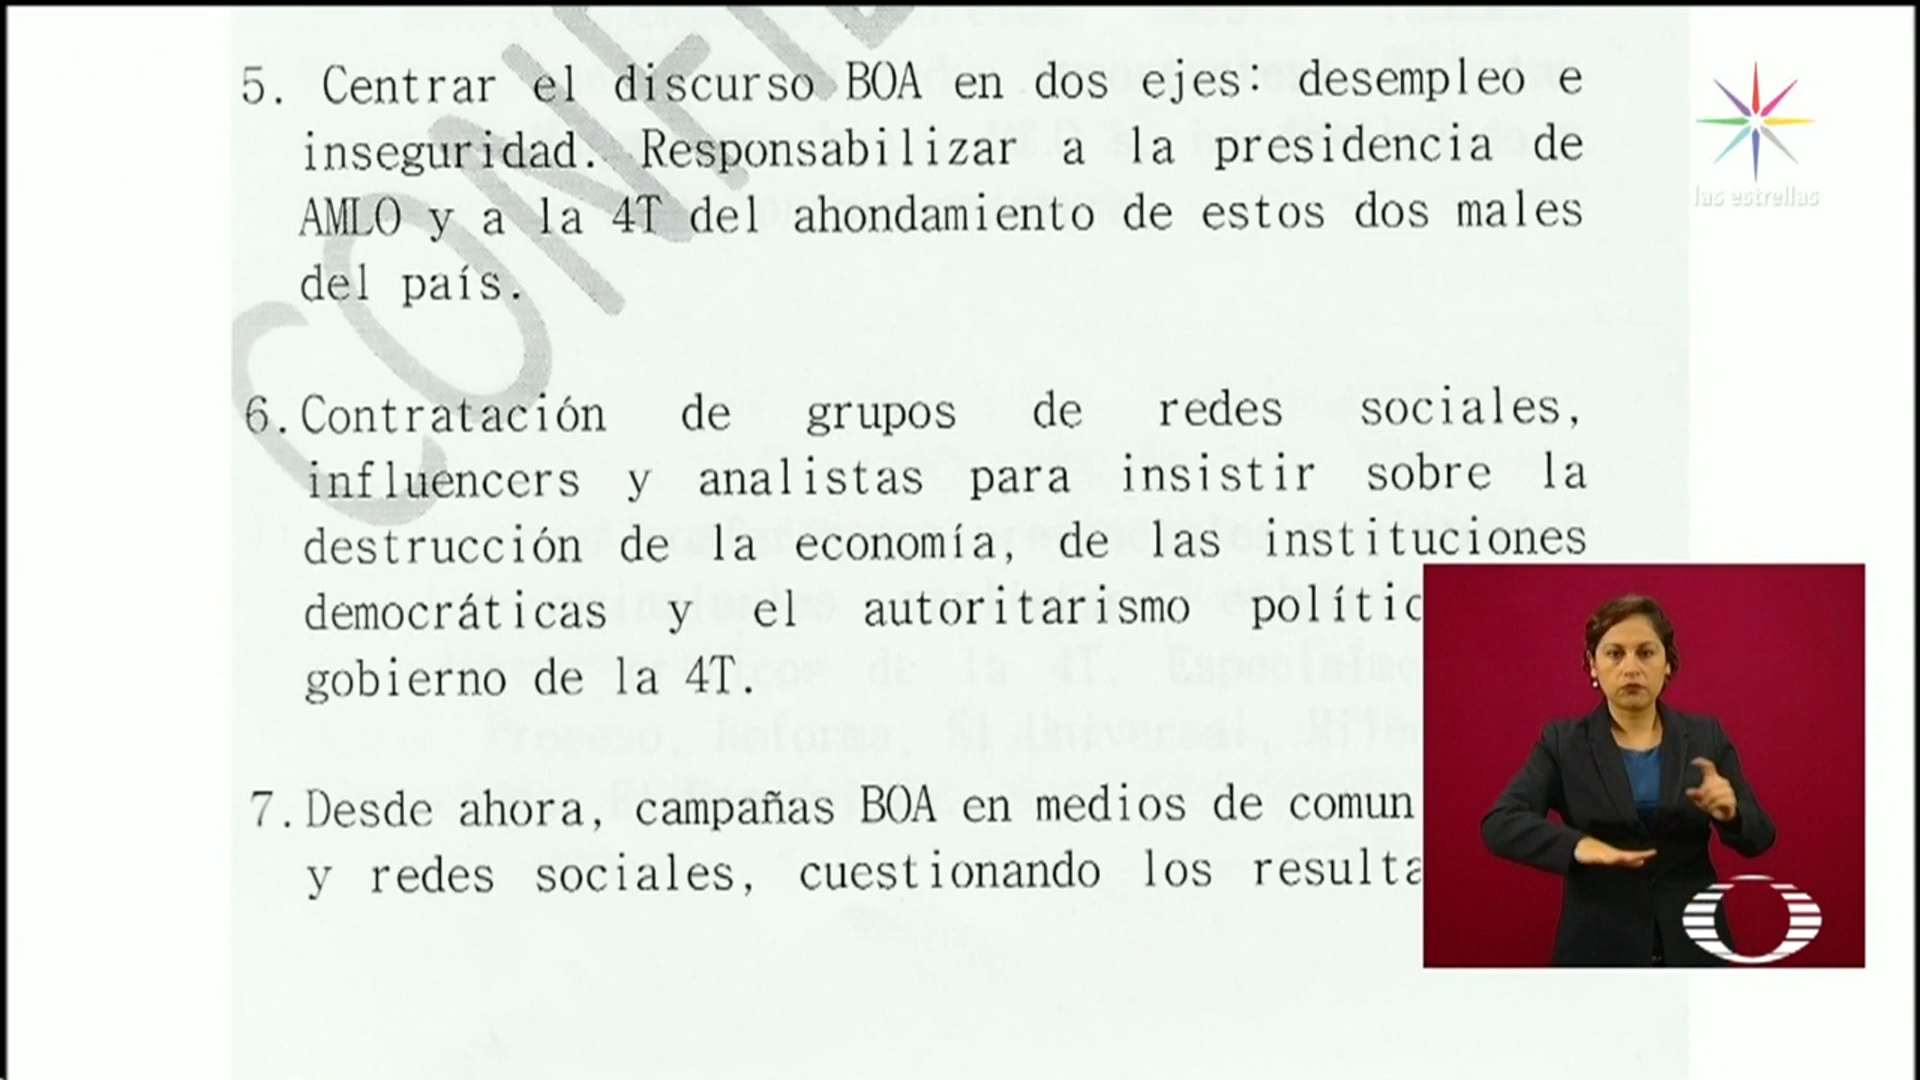 5. Centrar el discurso BOA en dos ejes: desempleo e
inseguridad. Responsabilizar a la presidencia de
AMLO y a la 4T del ahondamiento de estos dos males
del país.
6. Contratación de grupos de redes sociales,
influencers y analistas para insistir sobre la
destrucción de la economía, de las instituciones
democráticas y el autoritarismo polític
gobierno de la 4T.
7. Desde ahora, campañas BOA en medios de comun
y redes sociales, cuestionando los resulta
las estrellas